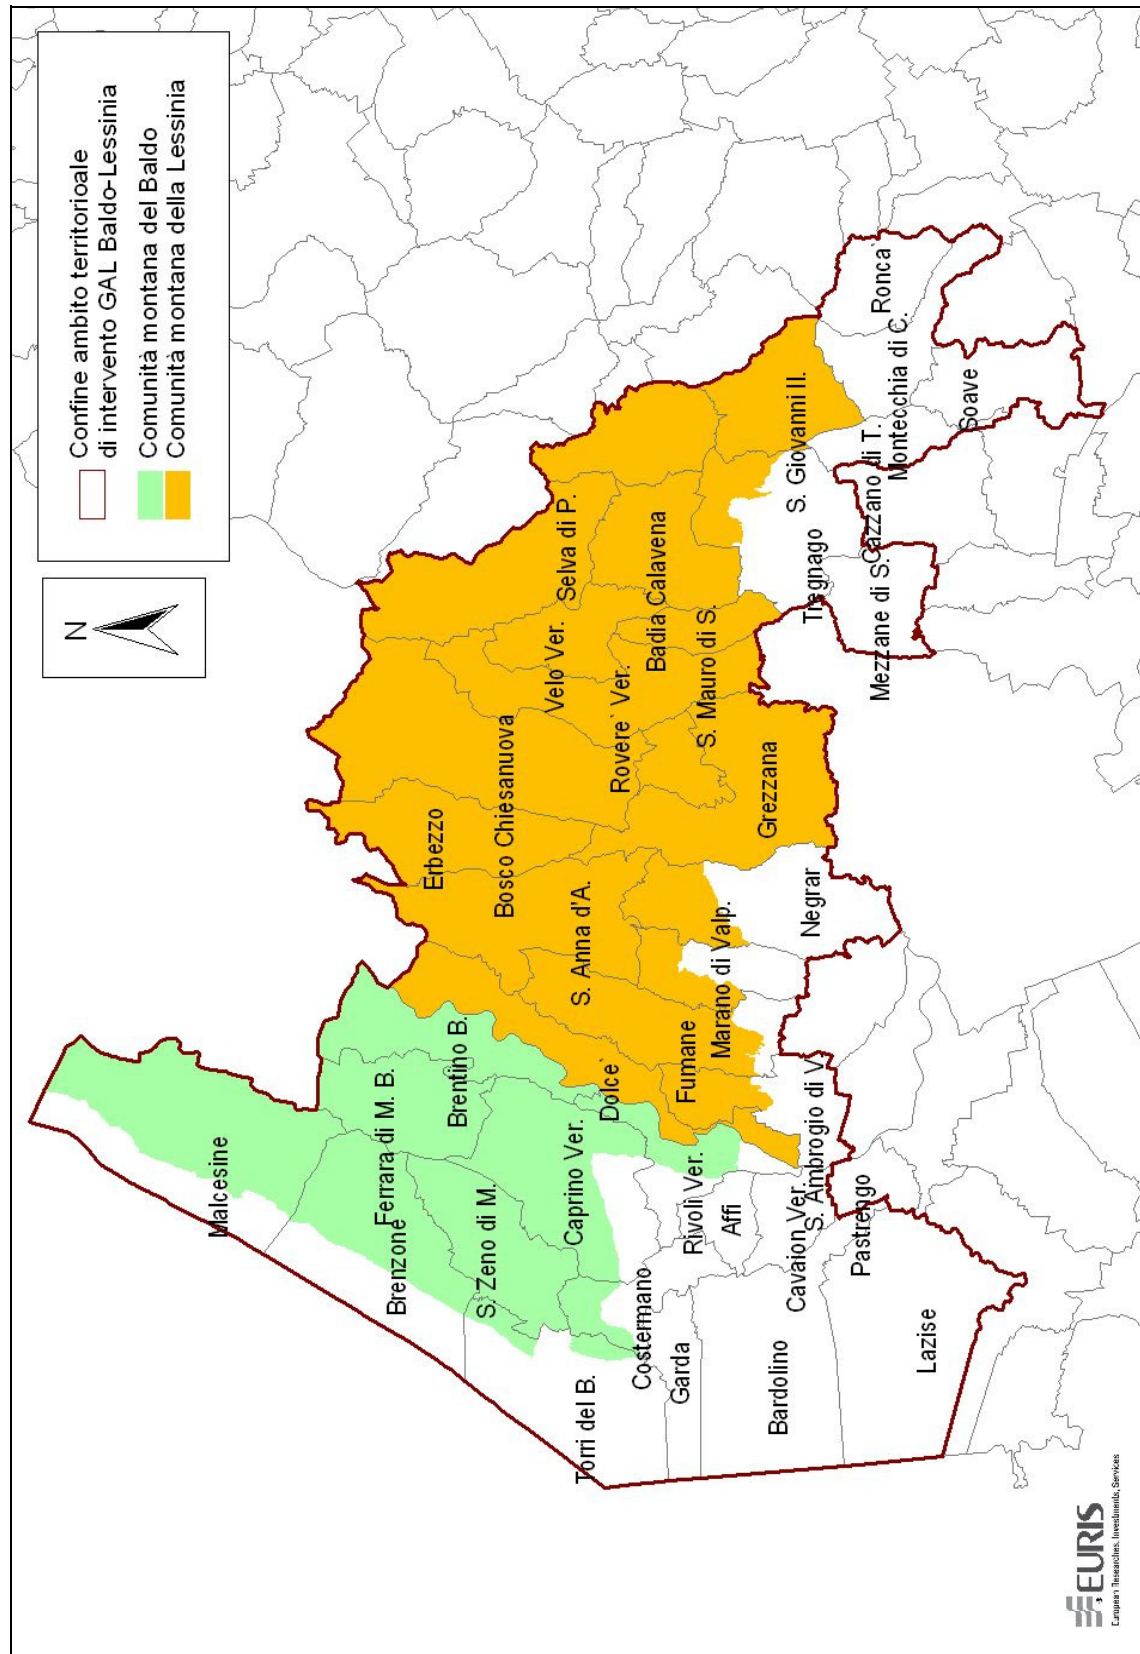 Confine ambito territorioale
di intervento GAL Baldo-Lessinia
Comunità montana del Baldo
Comunità montana della Lessinia
N
Malcesine
Brenzone
Ferrara di M. B.
Brentino B.
S. Zeno di M.
Caprino Ver.
Torri del B.
Costermano
Garda
Rivoli Ver.
Affi
Bardolino
Cavaion Ver.
Pastrengo
Lazise
S. Ambrogio di V.
Dolce`
Fumane
Marano di Valp.
Negrar
S. Anna d'A.
Erbezzo
Bosco Chiesanuova
Grezzana
Rovere` Ver.
Velo Ver.
S. Mauro di S.
Badia Calavena
Selva di P.
Tregnago
Mezzane di S.
Cazzano di T.
S. Giovanni Il.
Montecchia di C.
Ronca`
Soave
EURIS
European Researches, Investments, Services